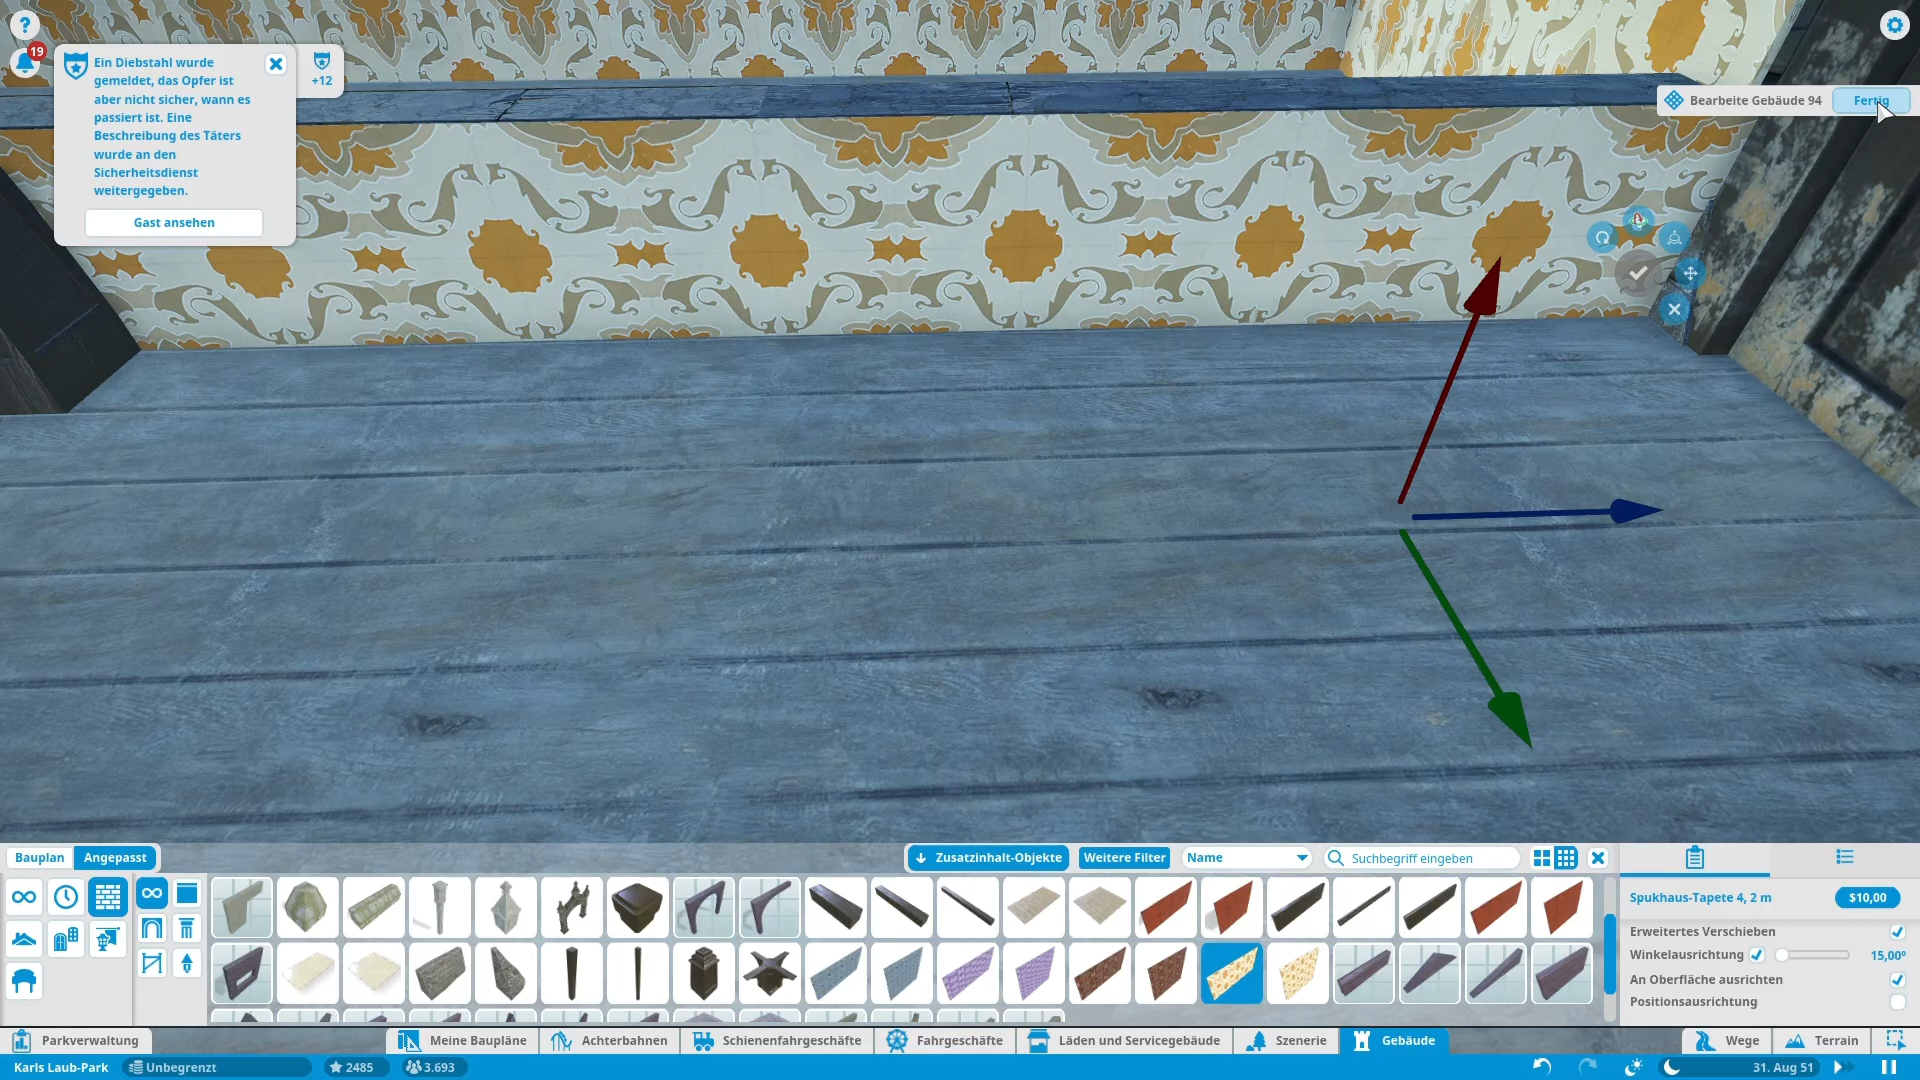 ?
19
Ein Diebstahl wurde
gemeldet, das Opfer ist
aber nicht sicher, wann es
passiert ist. Eine
Beschreibung des Täters
wurde an den
Sicherheitsdienst
weitergegeben.
Gast ansehen
+12
Bearbeite Gebäude 94
Fertig
Bauplan
Angepasst
Zusatzinhalt-Objekte
Weitere Filter
Name
Suchbegriff eingeben
Spukhaus-Tapete 4, 2 m
$10,00
Erweitertes Verschieben
Winkelausrichtung
15,00°
An Oberfläche ausrichten
Positionsausrichtung
Parkverwaltung
Meine Baupläne
Achterbahnen
Schienenfahrgeschäfte
Fahrgeschäfte
Läden und Servicegebäude
Szenerie
Gebäude
Wege
Terrain
Karls Laub-Park
Unbegrenzt
2485
3.693
31. Aug 51